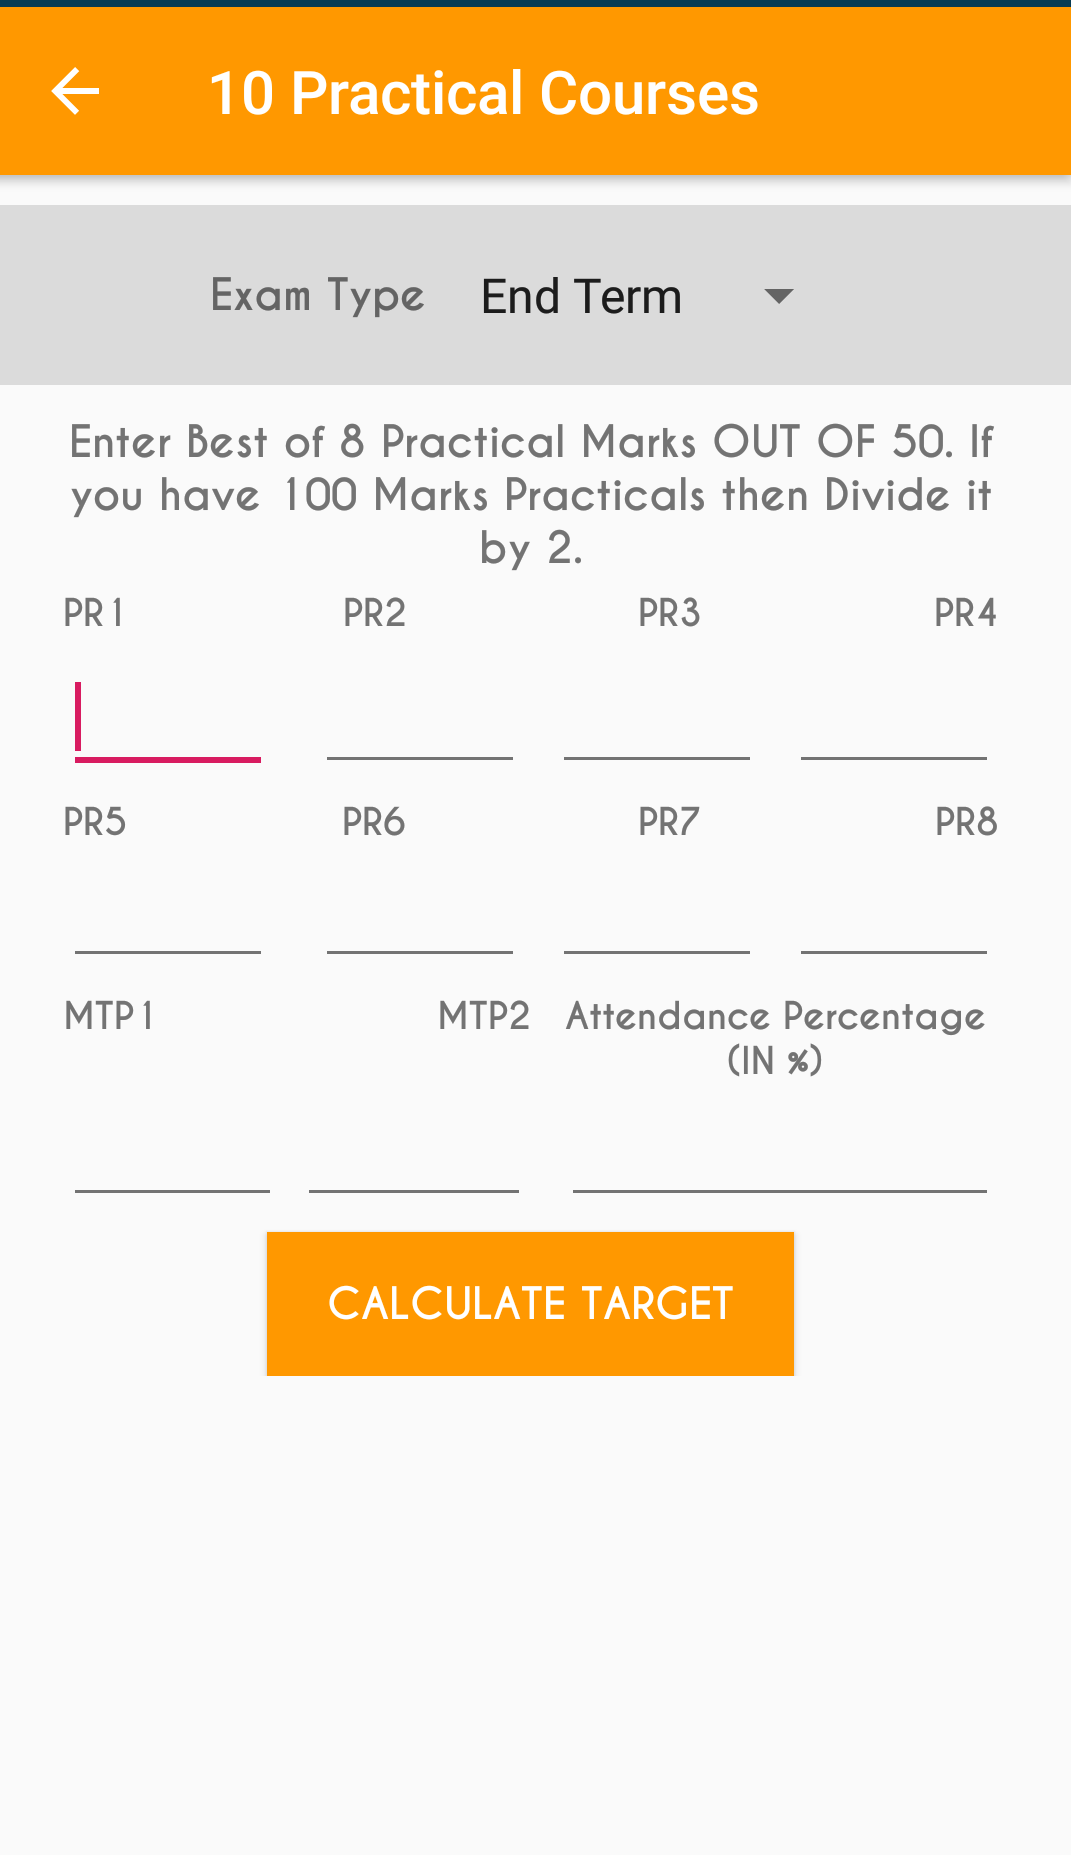 10 Practical Courses
Exam Type End Term
Enter Best of 8 Practical Marks OUT OF 50. If
you have 100 Marks Practicals then Divide it
by 2.
PR1 PR2 PR3 PR4
PR5 PR6 PR7 PR8
MTP1 MTP2 Attendance Percentage
(IN %)
CALCULATE TARGET